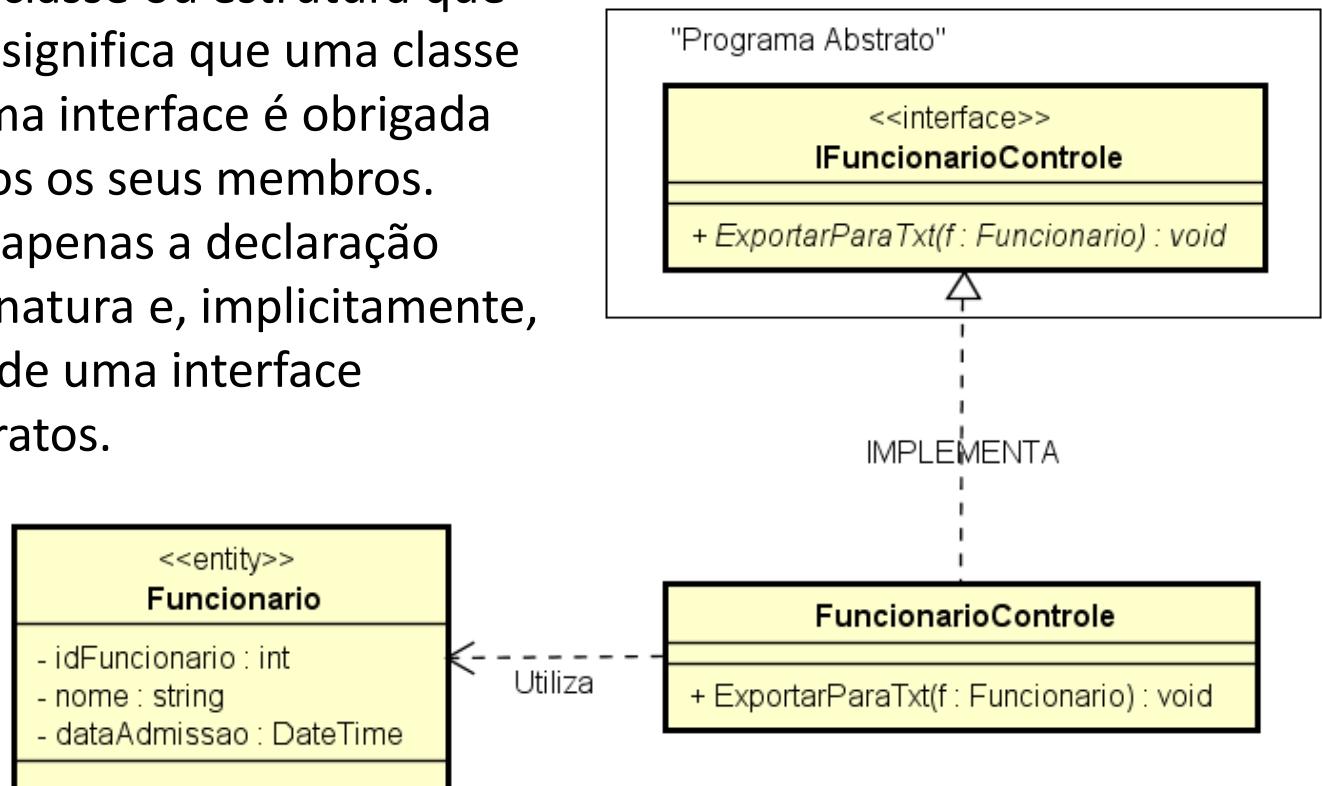 classe ou estrutura que
significa que uma classe
ma interface é obrigada
os os seus membros.
apenas a declaração
natura e, implicitamente,
de uma interface
ratos.
"Programa Abstrato"
<<interface>>
IFuncionarioControle
+ ExportarParaTxt(f : Funcionario) : void
IMPLEMENTA
<<entity>>
Funcionario
- idFuncionario : int
- nome : string
- dataAdmissao : DateTime
Utiliza
FuncionarioControle
+ ExportarParaTxt(f : Funcionario) : void